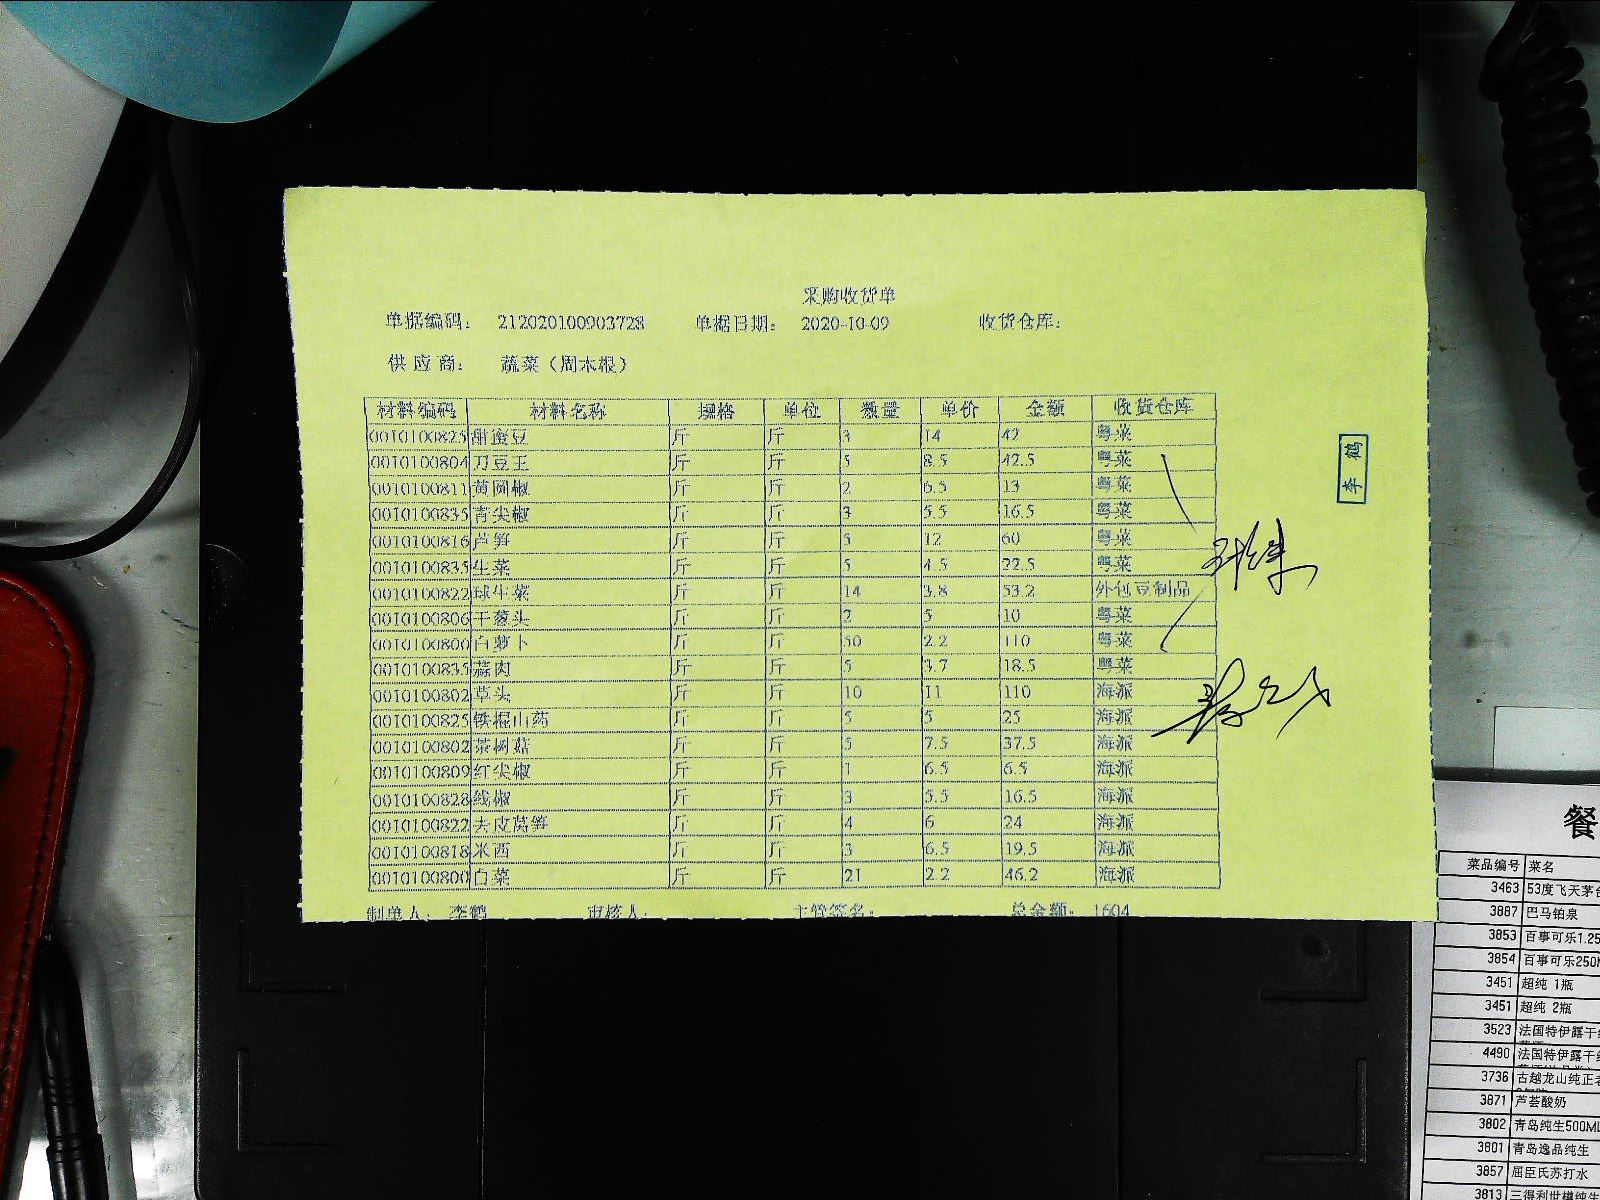 采购收货单
单据编码： 212020100903728 单据日期： 2020-10-09 收货仓库：
供 应 商： 蔬菜（周木根）
材料编码 材料名称 规格 单位 数量 单价 金额 收货仓库
0010100825 甜蜜豆 斤 斤 3 14 42 粤菜
0010100804 刀豆王 斤 斤 5 8.5 42.5 粤菜
0010100811 黄圆椒 斤 斤 2 6.5 13 粤菜
0010100835 青尖椒 斤 斤 3 5.5 16.5 粤菜
0010100816 芦笋 斤 斤 5 12 60 粤菜
0010100835 生菜 斤 斤 5 4.5 22.5 粤菜
0010100822 球生菜 斤 斤 14 3.8 53.2 外包豆制品
0010100806 干葱头 斤 斤 2 5 10 粤菜
0010100800 白萝卜 斤 斤 50 2.2 110 粤菜
0010100835 蒜肉 斤 斤 5 3.7 18.5 粤菜
0010100802 草头 斤 斤 10 11 110 海派
0010100825 铁棍山药 斤 斤 5 5 25 海派
0010100802 茶树菇 斤 斤 5 7.5 37.5 海派
0010100809 红尖椒 斤 斤 1 6.5 6.5 海派
0010100828 线椒 斤 斤 3 5.5 16.5 海派
0010100822 去皮莴笋 斤 斤 4 6 24 海派
0010100818 米西 斤 斤 3 6.5 19.5 海派
0010100800 白菜 斤 斤 21 2.2 46.2 海派
制单人： 李鹤 审核人： 主管签名： 总金额： 1604
李鹤
餐
菜品编号 菜名
3463 53度飞天茅台
3887 巴马铂泉
3853 百事可乐1.25
3854 百事可乐250M
3451 超纯 1瓶
3451 超纯 2瓶
3523 法国特伊露干红
4490 法国特伊露干红
3736 古越龙山纯正
3871 芦荟酸奶
3802 青岛纯生500ML
3801 青岛逸品纯生
3857 屈臣氏苏打水
3813 三得利世博纯生